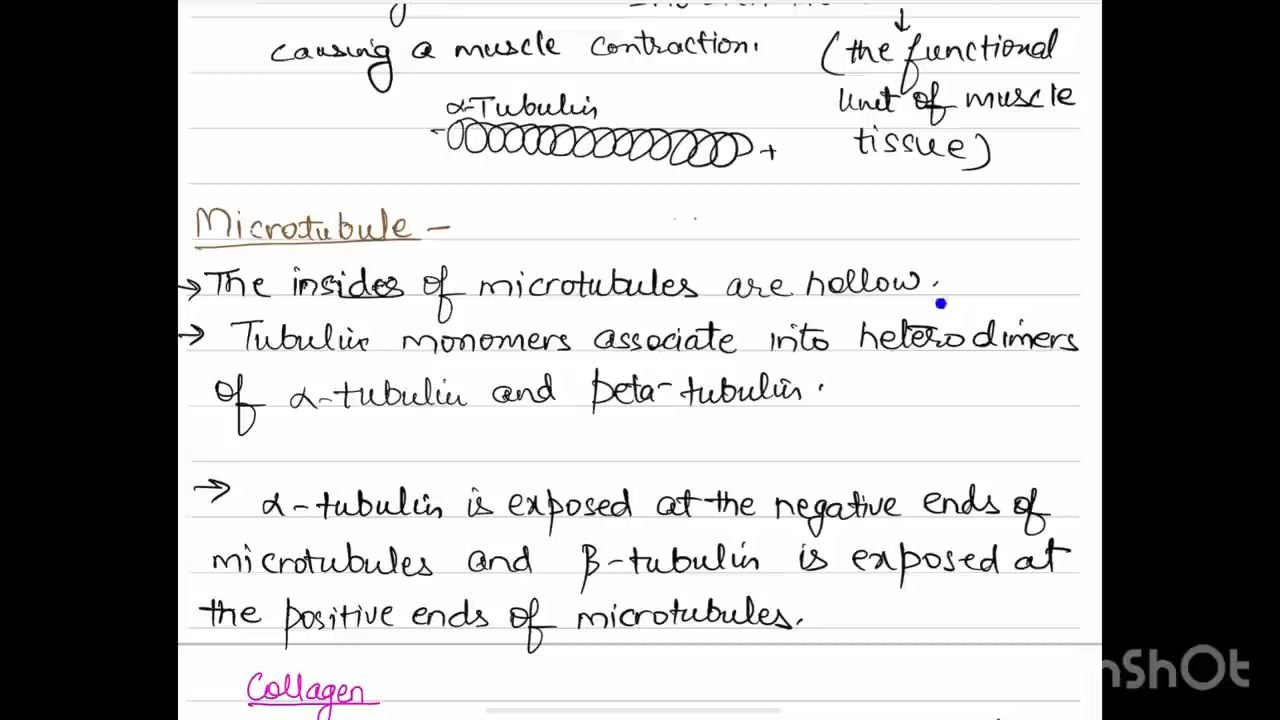 causing a muscle contraction.
(the functional
unit of muscle
tissue)
α-Tubulin
- +
Microtubule -
→ The insides of microtubules are hollow.
→ Tubulin monomers associate into heterodimers
of α-tubulin and beta-tubulin.
→ α-tubulin is exposed at the negative ends of
microtubules and β-tubulin is exposed at
the positive ends of microtubules.
Collagen
nShOt